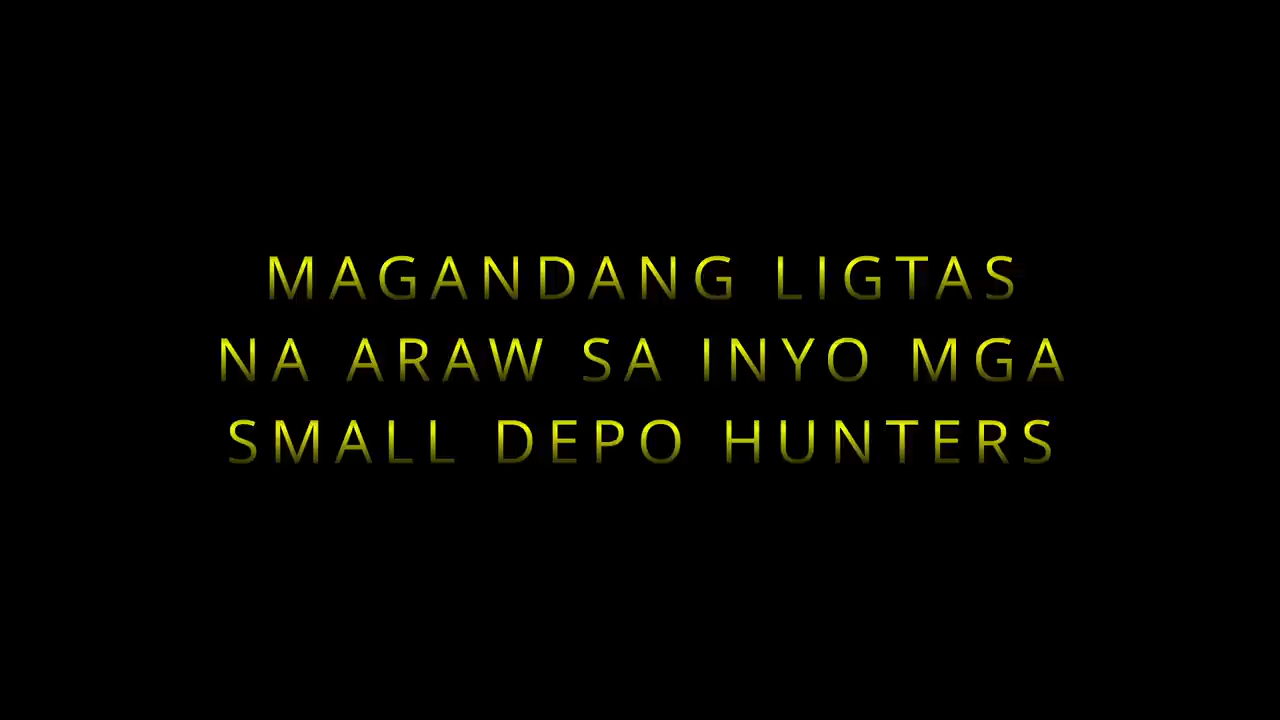 MAGANDANG LIGTAS
NA ARAW SA INYO MGA
SMALL DEPO HUNTERS